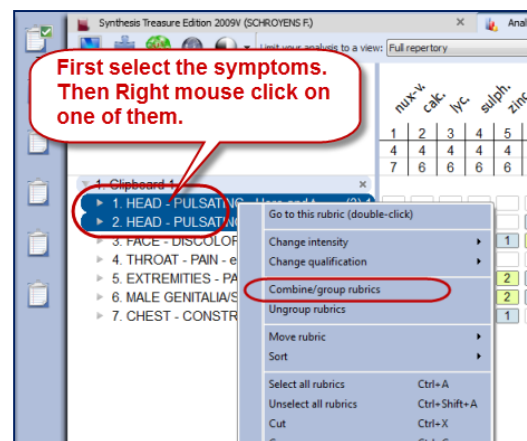 Synthesis Treasure Edition 2009V (SCHROYENS F.) × Anal
Limit your analysis to a view: Full repertory
First select the symptoms.
Then Right mouse click on
one of them.
nux-v. calc. lyc. sulph. zinc
1 2 3 4 5
4 4 4 4 4
7 6 6 6 6
1. Clipboard 1 ×
1. HEAD - PULSATING
2. HEAD - PULSATING
3. FACE - DISCOLOR 1
4. THROAT - PAIN - e
5. EXTREMITIES - PA 2
6. MALE GENITALIA/S 2
7. CHEST - CONSTR 1
Go to this rubric (double-click)
Change intensity
Change qualification
Combine/group rubrics
Ungroup rubrics
Move rubric
Sort
Select all rubrics Ctrl+A
Unselect all rubrics Ctrl+Shift+A
Cut Ctrl+X